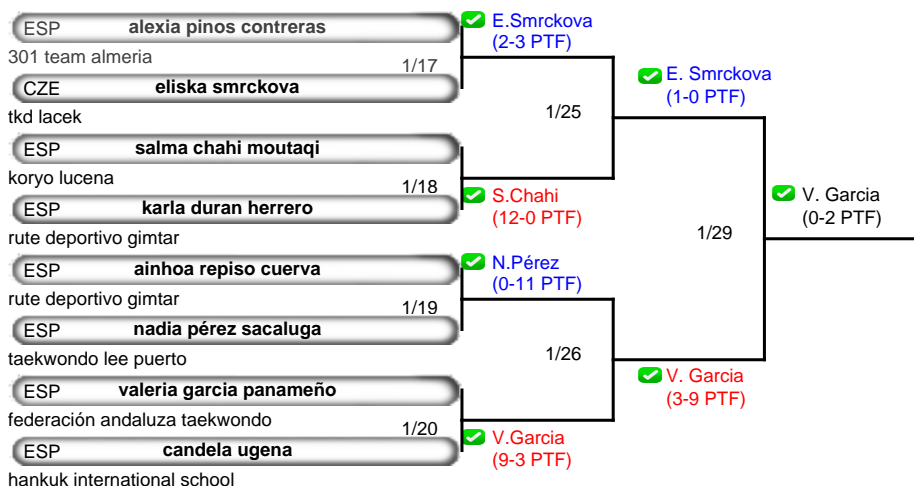 ESP alexia pinos contreras
301 team almeria
1/17
E.Smrckova
(2-3 PTF)
CZE eliska smrckova
tkd lacek
1/25
E. Smrckova
(1-0 PTF)
ESP salma chahi moutaqi
koryo lucena
1/18
S.Chahi
(12-0 PTF)
ESP karla duran herrero
rute deportivo gimtar
1/29
V. Garcia
(0-2 PTF)
ESP ainhoa repiso cuerva
rute deportivo gimtar
1/19
N.Pérez
(0-11 PTF)
ESP nadia pérez sacaluga
taekwondo lee puerto
1/26
V. Garcia
(3-9 PTF)
ESP valeria garcia panameño
federación andaluza taekwondo
1/20
V.Garcia
(9-3 PTF)
ESP candela ugena
hankuk international school